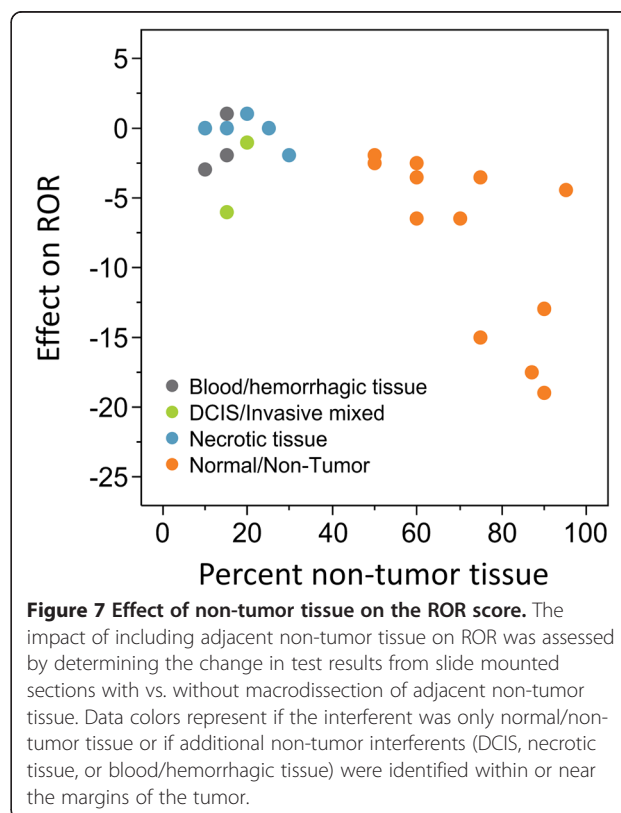 5
0
-5
-10
-15
-20
-25
Effect on ROR
Blood/hemorrhagic tissue
DCIS/Invasive mixed
Necrotic tissue
Normal/Non-Tumor
0 20 40 60 80 100
Percent non-tumor tissue
Figure 7 Effect of non-tumor tissue on the ROR score. The
impact of including adjacent non-tumor tissue on ROR was assessed
by determining the change in test results from slide mounted
sections with vs. without macrodissection of adjacent non-tumor
tissue. Data colors represent if the interferent was only normal/non-
tumor tissue or if additional non-tumor interferents (DCIS, necrotic
tissue, or blood/hemorrhagic tissue) were identified within or near
the margins of the tumor.